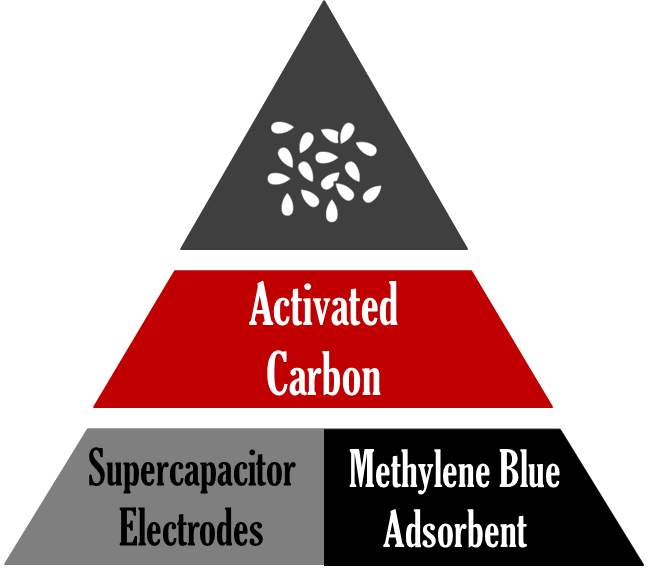 Activated
Carbon
Supercapacitor
Electrodes
Methylene Blue
Adsorbent